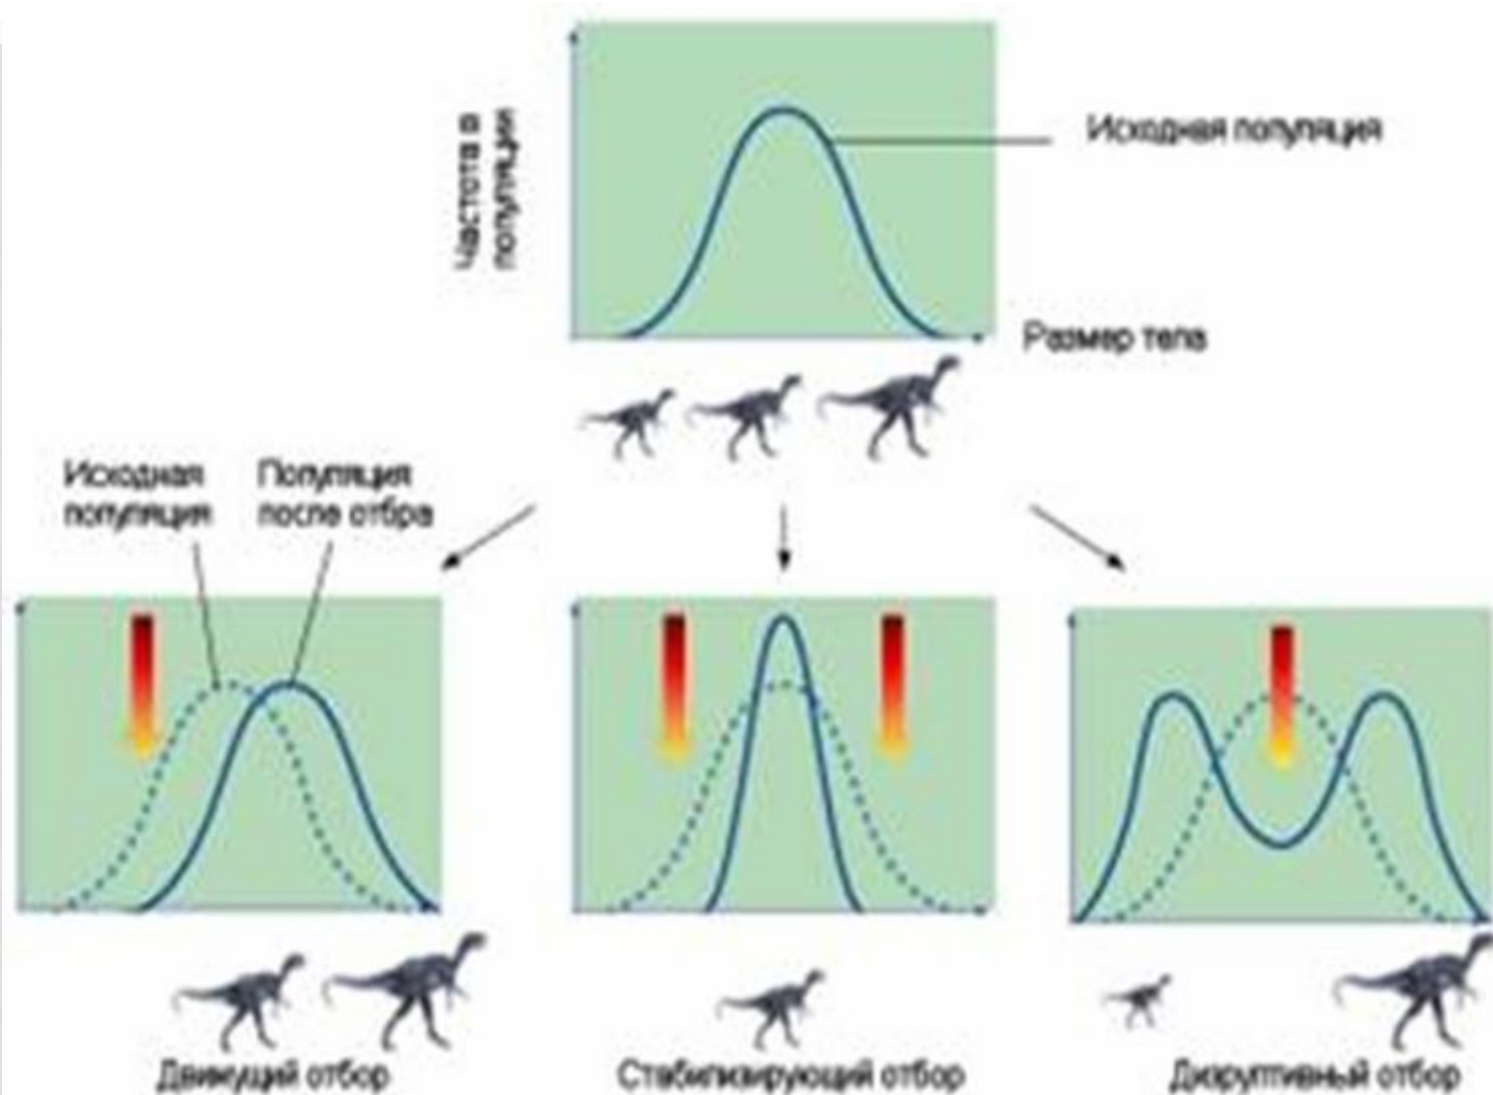 Частота в
популяции
Исходная популяция
Размер тела
Исходная
популяция
Популяция
после отбра
Движущий отбор
Стабилизирующий отбор
Дизруптивный отбор